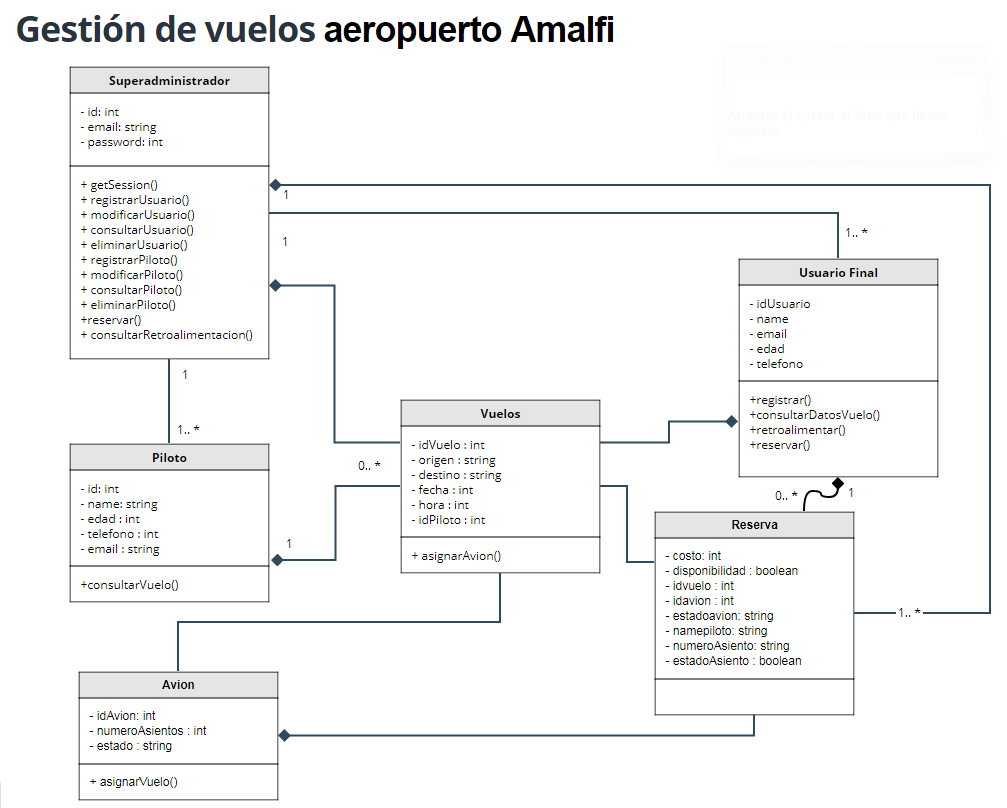 Gestión de vuelos aeropuerto Amalfi
Superadministrador
- id: int
- email: string
- password: int
+ getSession()
+ registrarUsuario()
+ modificarUsuario()
+ consultarUsuario()
+ eliminarUsuario()
+ registrarPiloto()
+ modificarPiloto()
+ consultarPiloto()
+ eliminarPiloto()
+reservar()
+ consultarRetroalimentacion()
1
1
1.. *
Usuario Final
- idUsuario
- name
- email
- edad
- telefono
+registrar()
+consultarDatosVuelo()
+retroalimentar()
+reservar()
1
1.. *
Piloto
- id: int
- name: string
- edad : int
- telefono : int
- email : string
+consultarVuelo()
0.. *
1
Vuelos
- idVuelo : int
- origen : string
- destino : string
- fecha : int
- hora : int
- idPiloto : int
+ asignarAvion()
0.. *
1
Reserva
- costo: int
- disponibilidad : boolean
- idvuelo : int
- idavion : int
- estadoavion: string
- namepiloto: string
- numeroAsiento: string
- estadoAsiento : boolean
1.. *
Avion
- idAvion: int
- numeroAsientos : int
- estado : string
+ asignarVuelo()